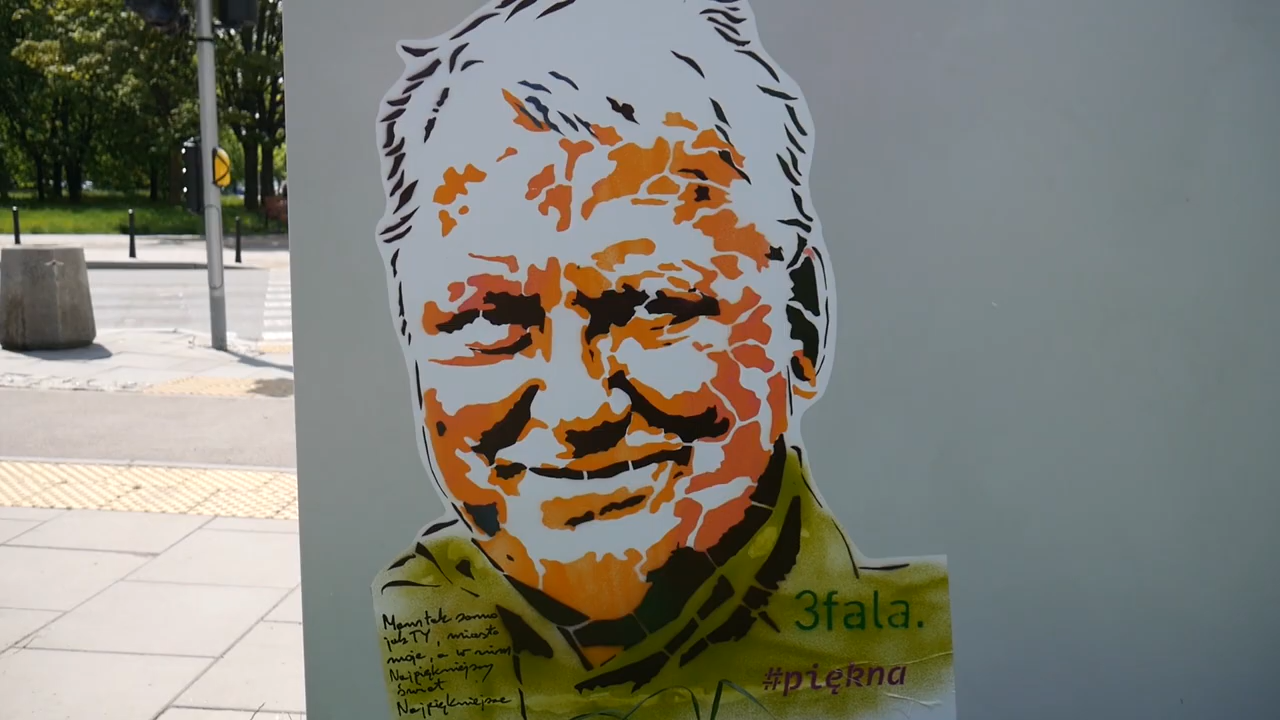 Mam tak samo
jak TY, miasto
moje, a w nim
Najpiękniejszy
Świat
Najpiękniejsze
3fala.
#piękna